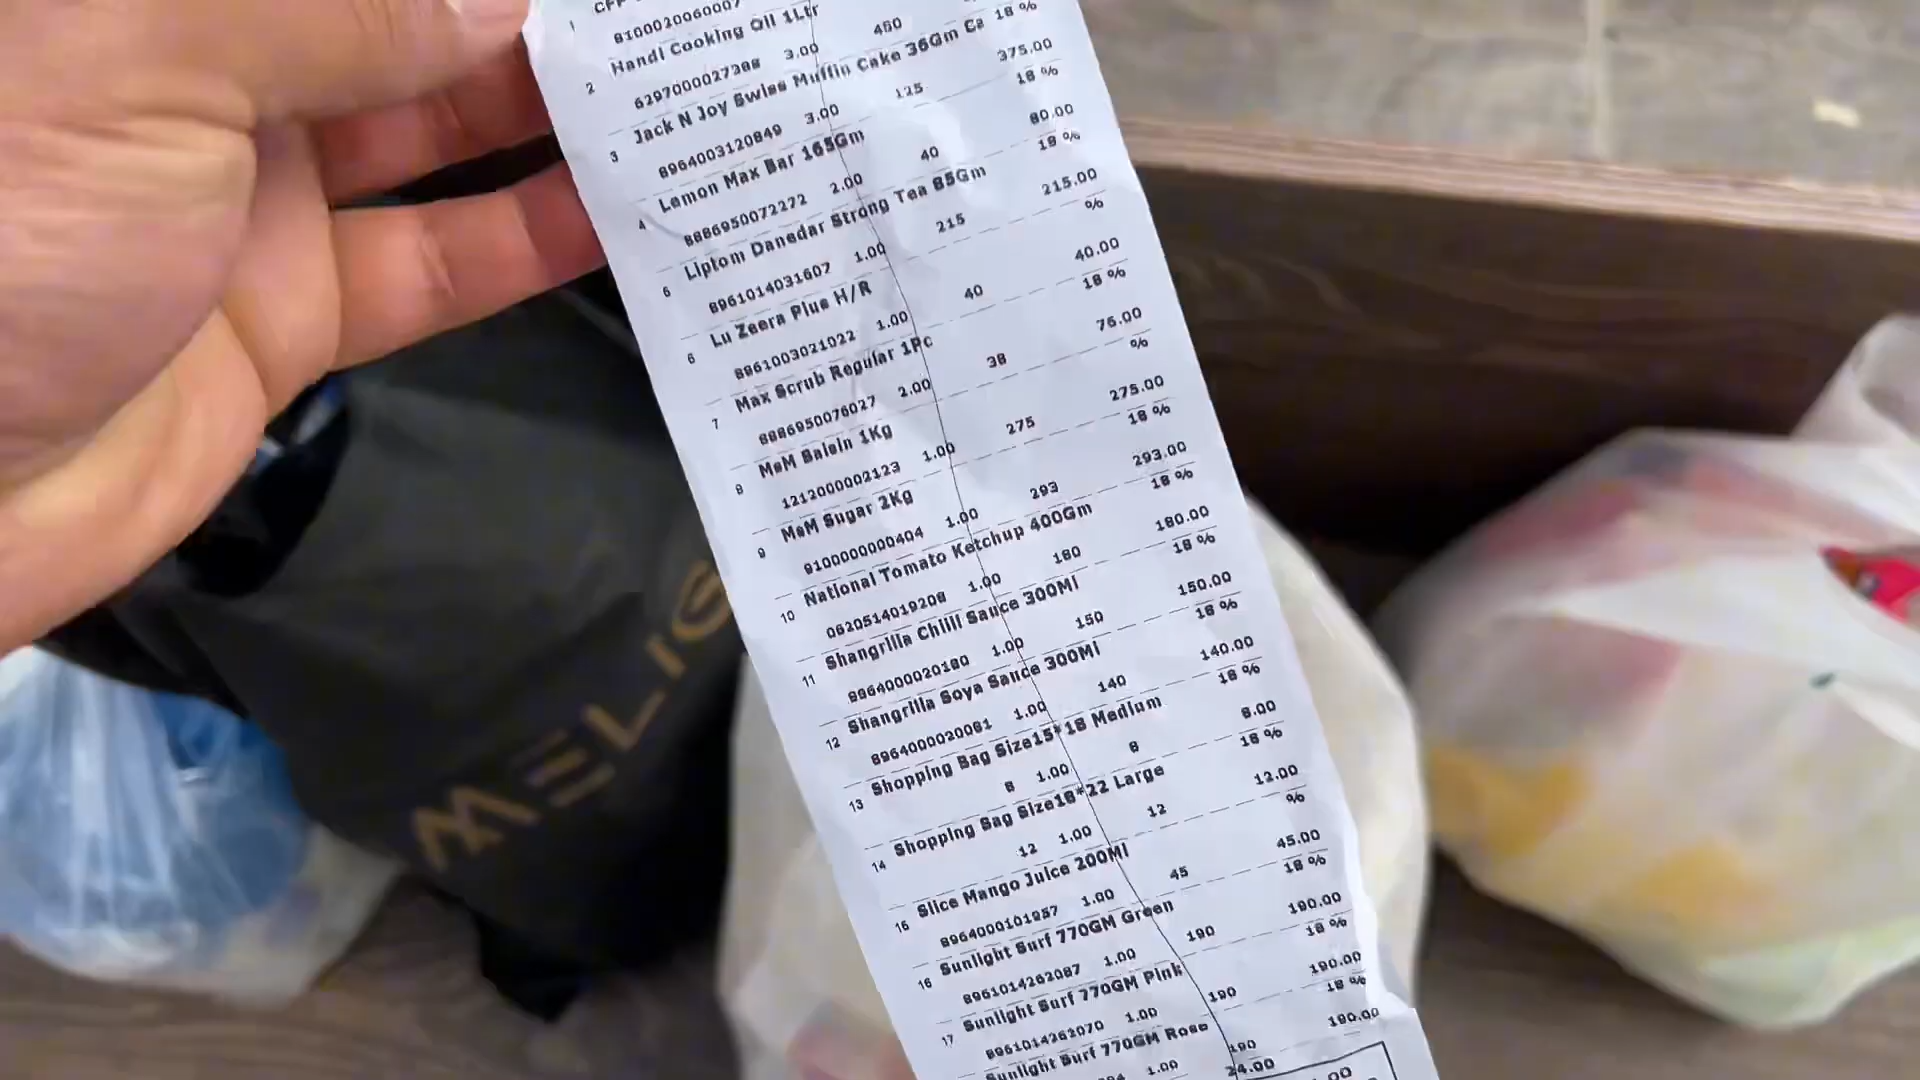 1 CFP
8100020060007
2 Handi Cooking Oil 1Ltr
6297000027388 3.00 450
3 Jack N Joy Swiss Muffin Cake 36Gm Ea 18 %
8964003120849 3.00 125 375.00
4 Lemon Max Bar 165Gm 18 %
8886950072272 2.00 40 80.00
5 Liptom Danedar Strong Tea 85Gm 18 %
8961014031607 1.00 215 215.00
6 Lu Zeera Plus H/R %
8961003021022 1.00 40 40.00
7 Max Scrub Regular 1Pc 18 %
8886950076027 2.00 38 76.00
8 MsM Baisin 1Kg %
1212000002123 1.00 275 275.00
9 MsM Sugar 2Kg 18 %
9100000000404 1.00 293 293.00
10 National Tomato Ketchup 400Gm 18 %
0620514019208 1.00 180 180.00
11 Shangrilla Chilli Sauce 300Ml 18 %
8964000020180 1.00 150 150.00
12 Shangrilla Soya Sauce 300Ml 18 %
8964000020081 1.00 140 140.00
13 Shopping Bag Size15*18 Medium 18 %
8 1.00 8 8.00
14 Shopping Bag Size18*22 Large 18 %
12 1.00 12 12.00
15 Slice Mango Juice 200Ml %
8964000101957 1.00 45 45.00
16 Sunlight Surf 770GM Green 18 %
8961014262087 1.00 190 190.00
17 Sunlight Surf 770GM Pink 18 %
8961014262070 1.00 190 190.00
Sunlight Surf 770GM Rose 18 %
1.00 190 190.00
24.00
MELIG